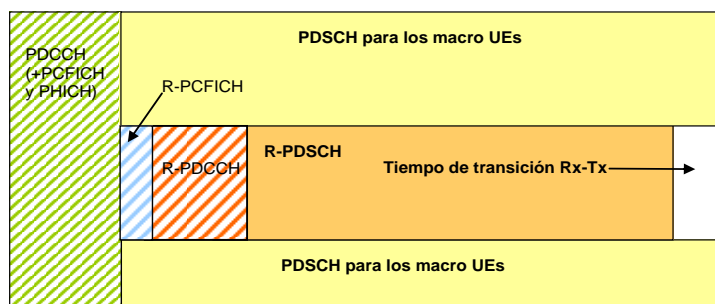 PDSCH para los macro UEs
PDCCH
(+PCFICH
y PHICH)
R-PCFICH
R-PDCCH
R-PDSCH
Tiempo de transición Rx-Tx
PDSCH para los macro UEs